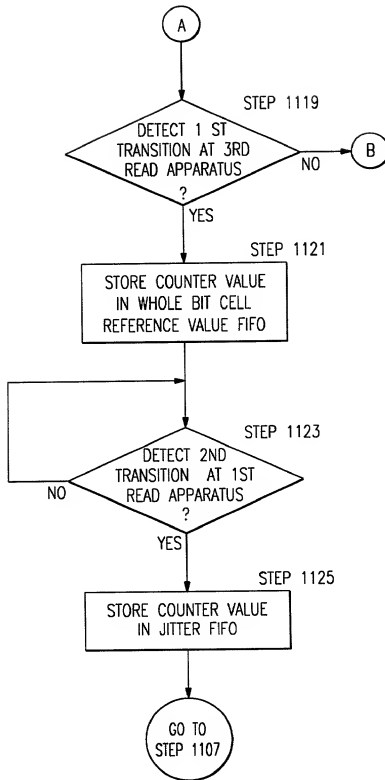 A
STEP 1119
DETECT 1 ST
TRANSITION AT 3RD
READ APPARATUS
?
NO
B
YES
STEP 1121
STORE COUNTER VALUE
IN WHOLE BIT CELL
REFERENCE VALUE FIFO
STEP 1123
DETECT 2ND
TRANSITION AT 1ST
READ APPARATUS
?
NO
YES
STEP 1125
STORE COUNTER VALUE
IN JITTER FIFO
GO TO
STEP 1107